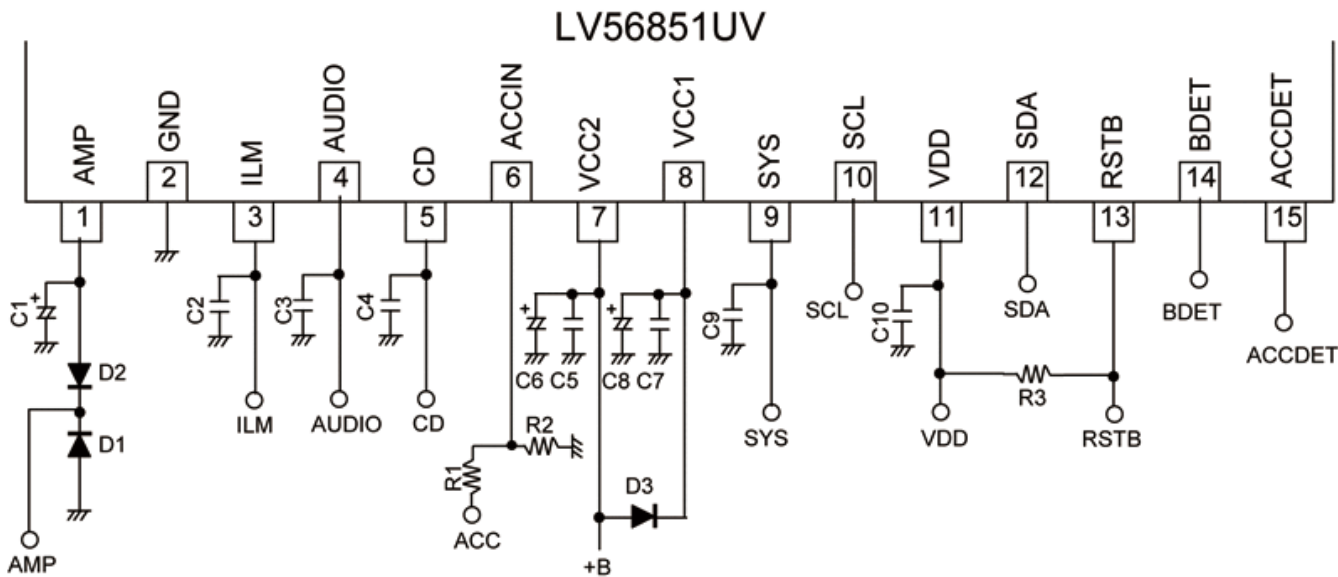 LV56851UV
AMP
GND
ILM
AUDIO
CD
ACCIN
VCC2
VCC1
SYS
SCL
VDD
SDA
RSTB
BDET
ACCDET
1
2
3
4
5
6
7
8
9
10
11
12
13
14
15
C1
+
C2
C3
C4
+
+
C9
SCL
C10
SDA
BDET
ACCDET
C6 C5 C8 C7
D2
D1
ILM
AUDIO
CD
R2
R1
R3
SYS
VDD
RSTB
D3
ACC
AMP
+B